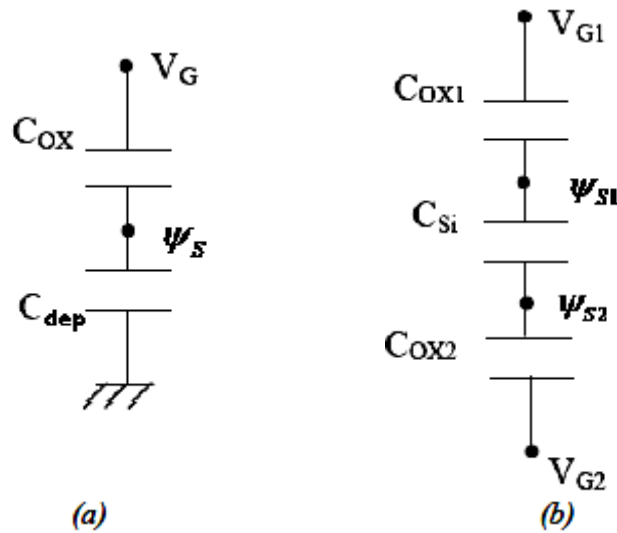 V_G
C_OX
ψ_S
C_dep
(a)
V_G1
C_OX1
ψ_S1
C_Si
ψ_S2
C_OX2
V_G2
(b)